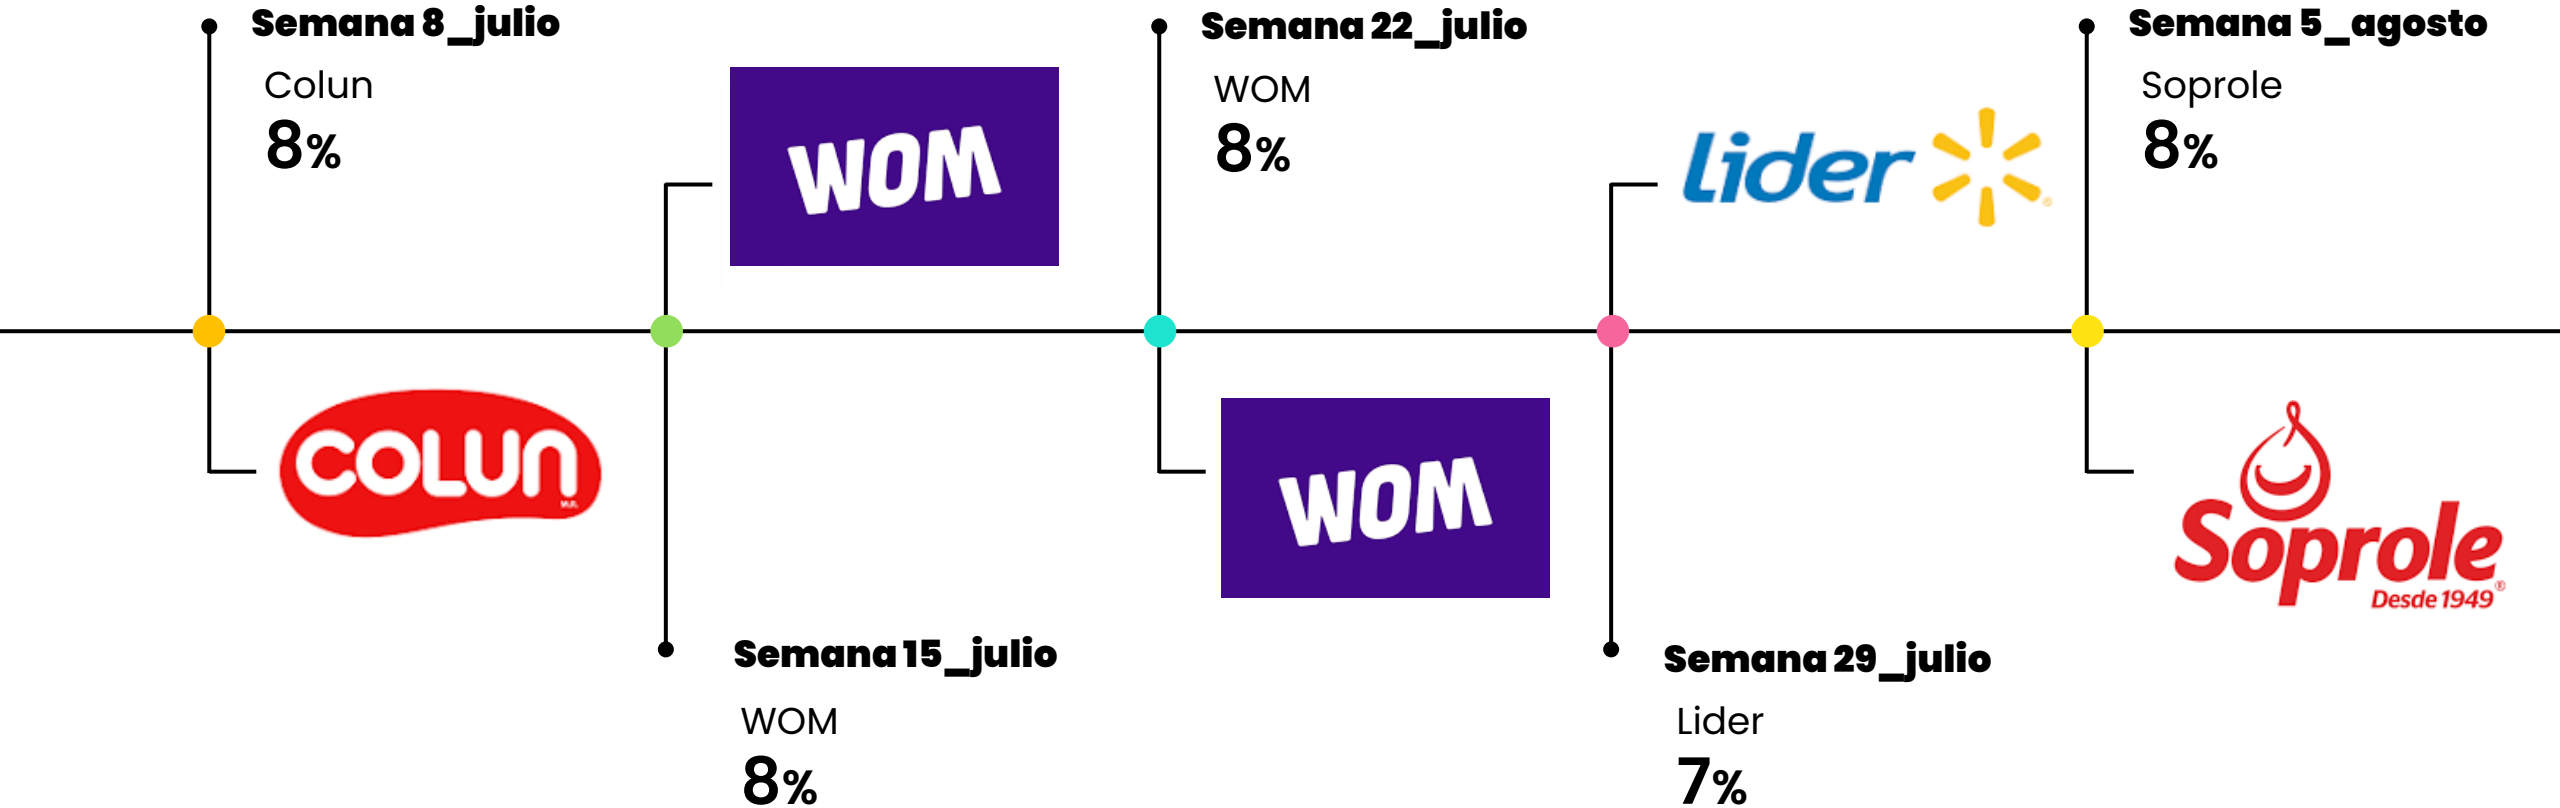 Semana 8_julio
Colun
8%
COLUN
WOM
Semana 15_julio
WOM
8%
Semana 22_julio
WOM
8%
WOM
Lider
Semana 29_julio
Lider
7%
Semana 5_agosto
Soprole
8%
Soprole®
Desde 1949